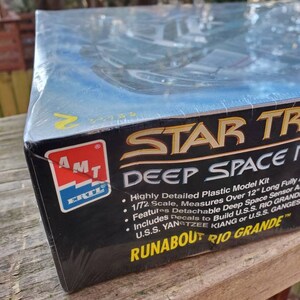 STAR TR
DEEP SPACE
AMT
ERTL
• Highly Detailed Plastic Model Kit
• 1/72 Scale, Measures Over 12" Long Fully
• Features Detachable Deep Space Sensor
• Includes Decals to Build U.S.S. RIO GRANDE
U.S.S. YANGTZEE KIANG or U.S.S. GANGES
RUNABOUT RIO GRANDE™